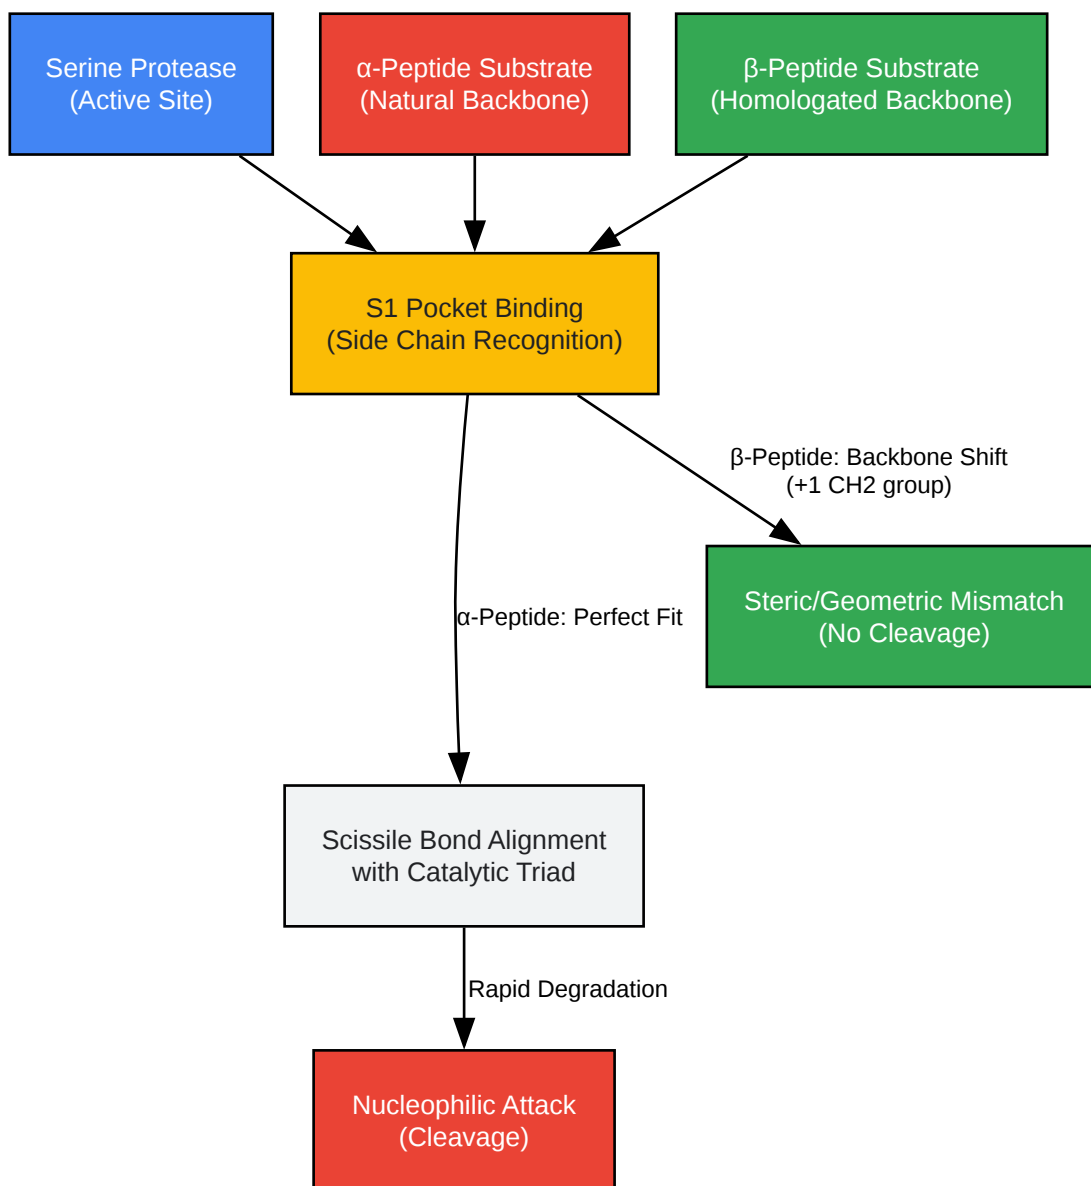 Serine Protease
(Active Site)
α-Peptide Substrate
(Natural Backbone)
β-Peptide Substrate
(Homologated Backbone)
S1 Pocket Binding
(Side Chain Recognition)
β-Peptide: Backbone Shift
(+1 CH2 group)
Steric/Geometric Mismatch
(No Cleavage)
α-Peptide: Perfect Fit
Scissile Bond Alignment
with Catalytic Triad
Rapid Degradation
Nucleophilic Attack
(Cleavage)